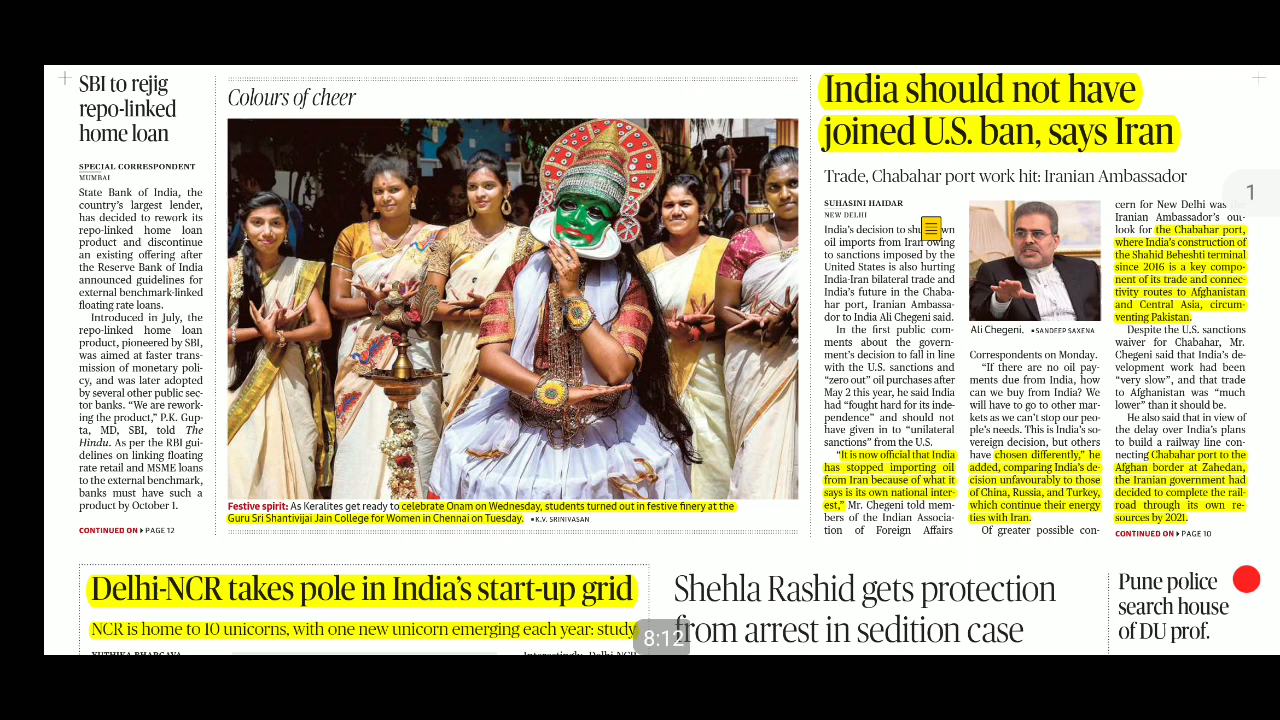 SBI to rejig
repo-linked
home loan
SPECIAL CORRESPONDENT
MUMBAI
State Bank of India, the
country's largest lender,
has decided to rework its
repo-linked home loan
product and discontinue
an existing offering after
the Reserve Bank of India
announced guidelines for
external benchmark-linked
floating rate loans.
Introduced in July, the
repo-linked home loan
product, pioneered by SBI,
was aimed at faster trans-
mission of monetary poli-
cy, and was later adopted
by several other public sec-
tor banks. “We are rework-
ing the product,” P.K. Gup-
ta, MD, SBI, told The
Hindu. As per the RBI gui-
delines on linking floating
rate retail and MSME loans
to the external benchmark,
banks must have such a
product by October 1.
CONTINUED ON ▸ PAGE 12
Colours of cheer
Festive spirit: As Keralites get ready to celebrate Onam on Wednesday, students turned out in festive finery at the
Guru Sri Shantivijai Jain College for Women in Chennai on Tuesday. ▪ K.V. SRINIVASAN
India should not have
joined U.S. ban, says Iran
Trade, Chabahar port work hit: Iranian Ambassador
SUHASINI HAIDAR
NEW DELHI
India's decision to shut down
oil imports from Iran owing
to sanctions imposed by the
United States is also hurting
India-Iran bilateral trade and
India's future in the Chaba-
har port, Iranian Ambassa-
dor to India Ali Chegeni said.
In the first public com-
ments about the govern-
ment's decision to fall in line
with the U.S. sanctions and
“zero out” oil purchases after
May 2 this year, he said India
had “fought hard for its inde-
pendence” and should not
have given in to “unilateral
sanctions” from the U.S.
“It is now official that India
has stopped importing oil
from Iran because of what it
says is its own national inter-
est,” Mr. Chegeni told mem-
bers of the Indian Associa-
tion of Foreign Affairs
Ali Chegeni. ▪ SANDEEP SAXENA
Correspondents on Monday.
“If there are no oil pay-
ments due from India, how
can we buy from India? We
will have to go to other mar-
kets as we can't stop our peo-
ple's needs. This is India's so-
vereign decision, but others
have chosen differently,” he
added, comparing India's de-
cision unfavourably to those
of China, Russia, and Turkey,
which continue their energy
ties with Iran.
Of greater possible con-
cern for New Delhi was the
Iranian Ambassador's out-
look for the Chabahar port,
where India's construction of
the Shahid Beheshti terminal
since 2016 is a key compo-
nent of its trade and connec-
tivity routes to Afghanistan
and Central Asia, circum-
venting Pakistan.
Despite the U.S. sanctions
waiver for Chabahar, Mr.
Chegeni said that India's de-
velopment work had been
“very slow”, and that trade
to Afghanistan was “much
lower” than it should be.
He also said that in view of
the delay over India's plans
to build a railway line con-
necting Chabahar port to the
Afghan border at Zahedan,
the Iranian government had
decided to complete the rail-
road through its own re-
sources by 2021.
CONTINUED ON ▸ PAGE 10
1
Delhi-NCR takes pole in India's start-up grid
NCR is home to 10 unicorns, with one new unicorn emerging each year: study
YUTHIKA BHARGAVA
Interestingly, Delhi-NCR
8:12
Shehla Rashid gets protection
from arrest in sedition case
Pune police
search house
of DU prof.